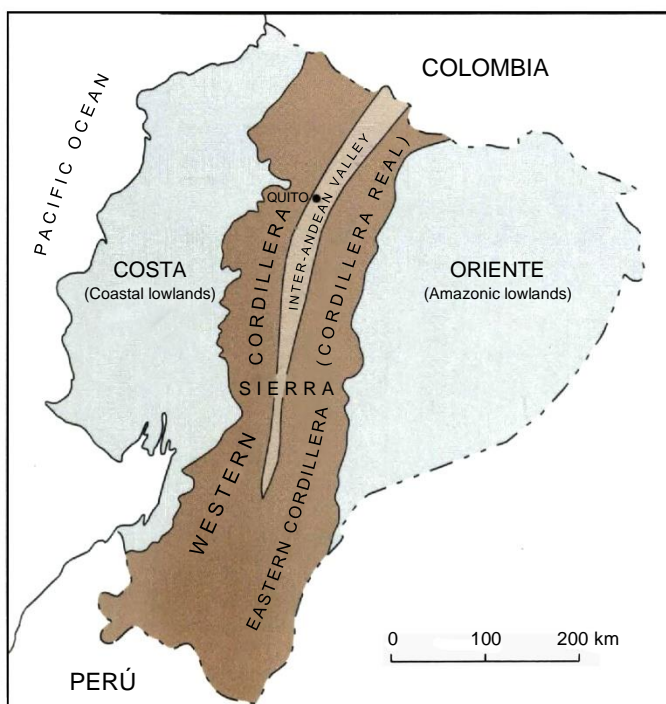 COLOMBIA
PACIFIC OCEAN
QUITO
INTER-ANDEAN VALLEY
COSTA
(Coastal lowlands)
ORIENTE
(Amazonic lowlands)
SIERRA
WESTERN CORDILLERA
EASTERN CORDILLERA (CORDILLERA REAL)
0 100 200 km
PERÚ